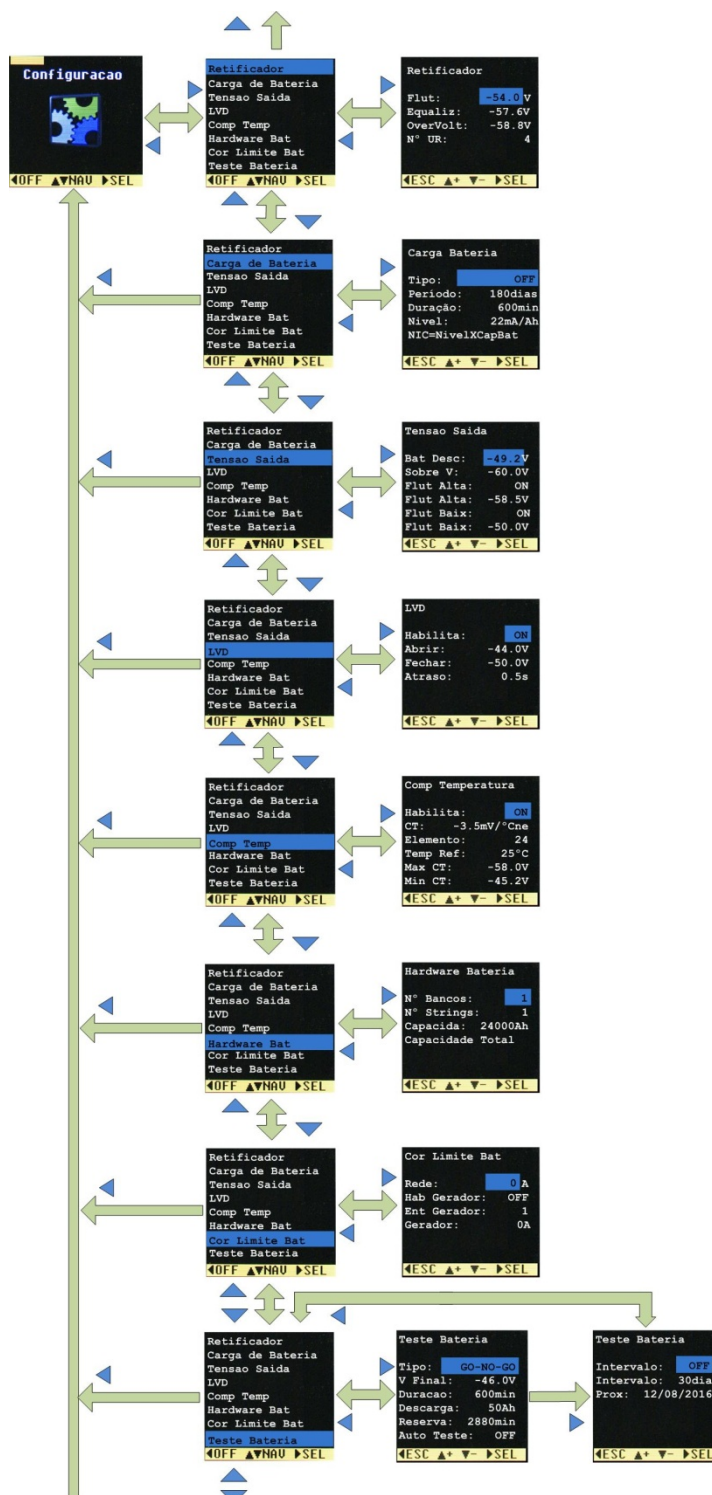 Configuracao
◄OFF ▲▼NAV ►SEL
Retificador
Carga de Bateria
Tensao Saida
LVD
Comp Temp
Hardware Bat
Cor Limite Bat
Teste Bateria
◄OFF ▲▼NAV ►SEL
Retificador
Flut: -54.0 V
Equaliz: -57.6V
OverVolt: -58.8V
Nº UR: 4
◄ESC ▲+ ▼- ►SEL
Retificador
Carga de Bateria
Tensao Saida
LVD
Comp Temp
Hardware Bat
Cor Limite Bat
Teste Bateria
◄OFF ▲▼NAV ►SEL
Carga Bateria
Tipo: OFF
Período: 180dias
Duração: 600min
Nivel: 22mA/Ah
NIC=NivelXCapBat
◄ESC ▲+ ▼- ►SEL
Retificador
Carga de Bateria
Tensao Saida
LVD
Comp Temp
Hardware Bat
Cor Limite Bat
Teste Bateria
◄OFF ▲▼NAV ►SEL
Tensao Saida
Bat Desc: -49.2V
Sobre V: -60.0V
Flut Alta: ON
Flut Alta: -58.5V
Flut Baix: ON
Flut Baix: -50.0V
◄ESC ▲+ ▼- ►SEL
Retificador
Carga de Bateria
Tensao Saida
LVD
Comp Temp
Hardware Bat
Cor Limite Bat
Teste Bateria
◄OFF ▲▼NAV ►SEL
LVD
Habilita: ON
Abrir: -44.0V
Fechar: -50.0V
Atraso: 0.5s
◄ESC ▲+ ▼- ►SEL
Retificador
Carga de Bateria
Tensao Saida
LVD
Comp Temp
Hardware Bat
Cor Limite Bat
Teste Bateria
◄OFF ▲▼NAV ►SEL
Comp Temperatura
Habilita: ON
CT: -3.5mV/°Cne
Elemento: 24
Temp Ref: 25°C
Max CT: -58.0V
Min CT: -45.2V
◄ESC ▲+ ▼- ►SEL
Retificador
Carga de Bateria
Tensao Saida
LVD
Comp Temp
Hardware Bat
Cor Limite Bat
Teste Bateria
◄OFF ▲▼NAV ►SEL
Hardware Bateria
Nº Bancos: 1
Nº Strings: 1
Capacida: 24000Ah
Capacidade Total
◄ESC ▲+ ▼- ►SEL
Retificador
Carga de Bateria
Tensao Saida
LVD
Comp Temp
Hardware Bat
Cor Limite Bat
Teste Bateria
◄OFF ▲▼NAV ►SEL
Cor Limite Bat
Rede: 0 A
Hab Gerador: OFF
Ent Gerador: 1
Gerador: 0A
◄ESC ▲+ ▼- ►SEL
Retificador
Carga de Bateria
Tensao Saida
LVD
Comp Temp
Hardware Bat
Cor Limite Bat
Teste Bateria
◄OFF ▲▼NAV ►SEL
Teste Bateria
Tipo: GO-NO-GO
V Final: -46.0V
Duracao: 600min
Descarga: 50Ah
Reserva: 2880min
Auto Teste: OFF
◄ESC ▲+ ▼- ►SEL
Teste Bateria
Intervalo: OFF
Intervalo: 30dia
Prox: 12/08/2016
◄ESC ▲+ ▼- ►SEL